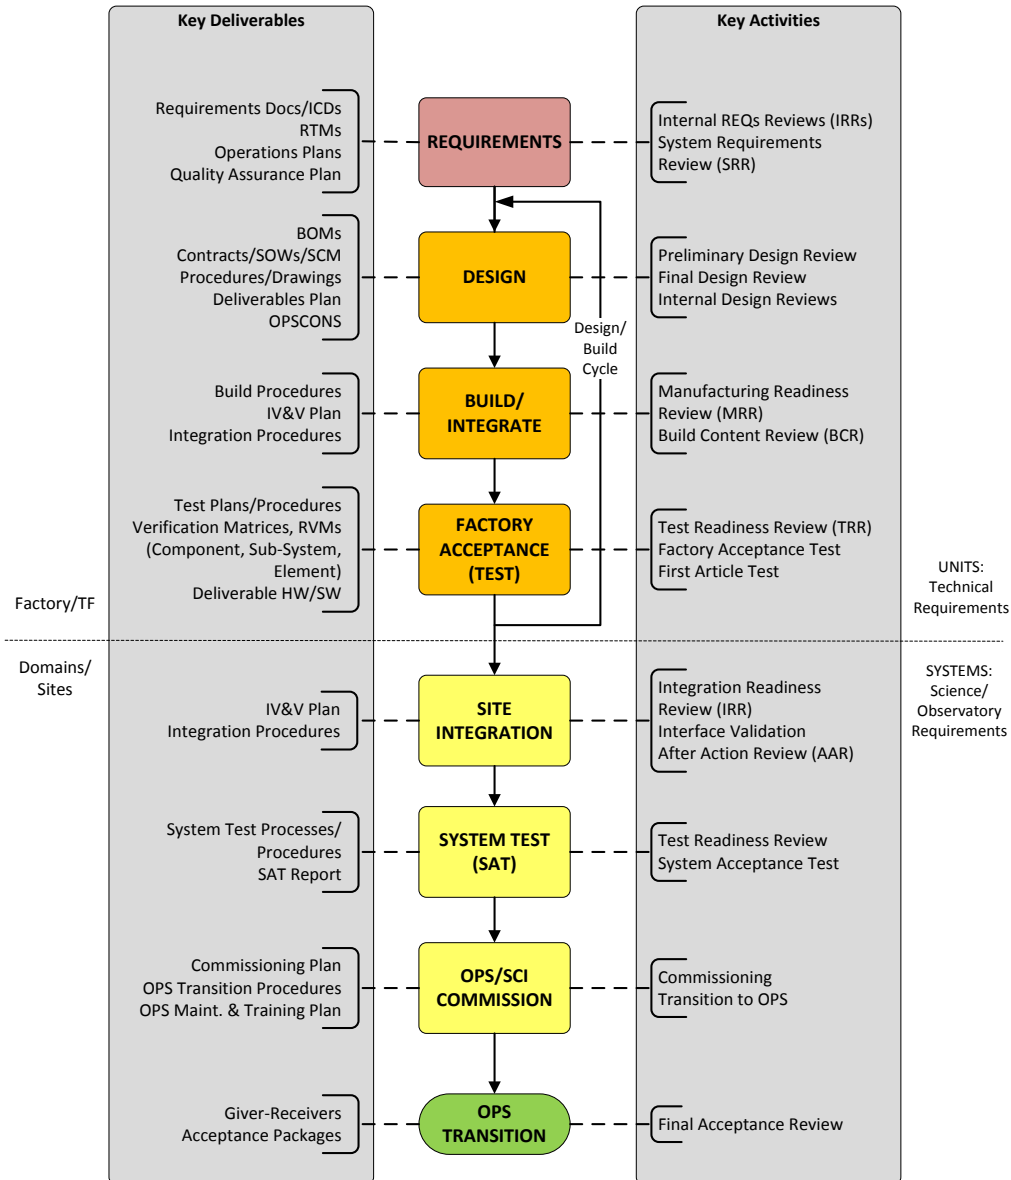 Key Deliverables
Key Activities
Requirements Docs/ICDs
RTMs
Operations Plans
Quality Assurance Plan
REQUIREMENTS
Internal REQs Reviews (IRRs)
System Requirements
Review (SRR)
BOMs
Contracts/SOWs/SCM
Procedures/Drawings
Deliverables Plan
OPSCONS
DESIGN
Preliminary Design Review
Final Design Review
Internal Design Reviews
Design/
Build
Cycle
Build Procedures
IV&V Plan
Integration Procedures
BUILD/
INTEGRATE
Manufacturing Readiness
Review (MRR)
Build Content Review (BCR)
Test Plans/Procedures
Verification Matrices, RVMs
(Component, Sub-System,
Element)
Deliverable HW/SW
FACTORY
ACCEPTANCE
(TEST)
Test Readiness Review (TRR)
Factory Acceptance Test
First Article Test
Factory/TF
UNITS:
Technical
Requirements
Domains/
Sites
SYSTEMS:
Science/
Observatory
Requirements
IV&V Plan
Integration Procedures
SITE
INTEGRATION
Integration Readiness
Review (IRR)
Interface Validation
After Action Review (AAR)
System Test Processes/
Procedures
SAT Report
SYSTEM TEST
(SAT)
Test Readiness Review
System Acceptance Test
Commissioning Plan
OPS Transition Procedures
OPS Maint. & Training Plan
OPS/SCI
COMMISSION
Commissioning
Transition to OPS
Giver-Receivers
Acceptance Packages
OPS
TRANSITION
Final Acceptance Review